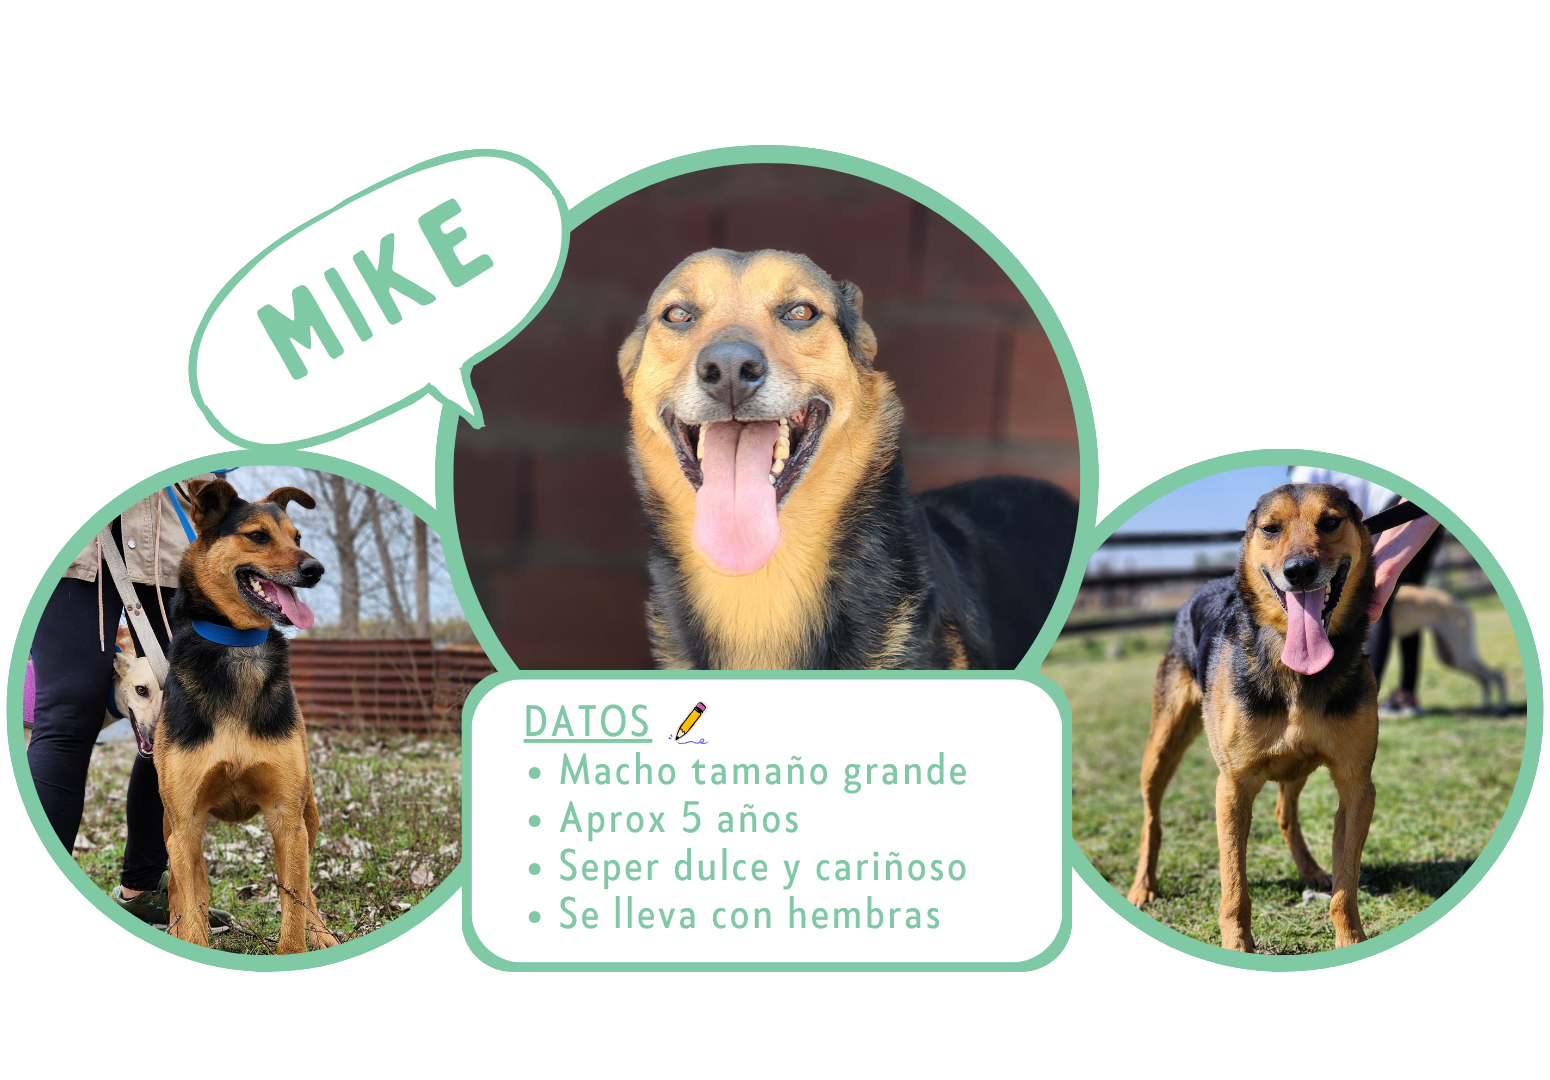 MIKE
DATOS
• Macho tamaño grande
• Aprox 5 años
• Seper dulce y cariñoso
• Se lleva con hembras